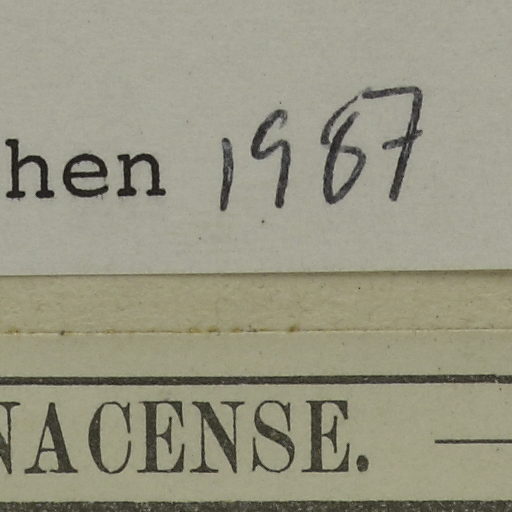 hen 1987
NACENSE. —